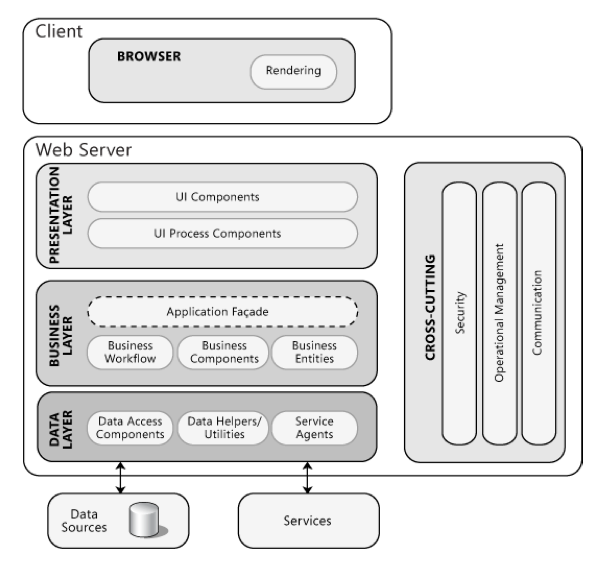 Client
BROWSER
Rendering
Web Server
PRESENTATION
LAYER
UI Components
UI Process Components
BUSINESS
LAYER
Application Façade
Business
Workflow
Business
Components
Business
Entities
DATA
LAYER
Data Access
Components
Data Helpers/
Utilities
Service
Agents
CROSS-CUTTING
Security
Operational Management
Communication
Data
Sources
Services